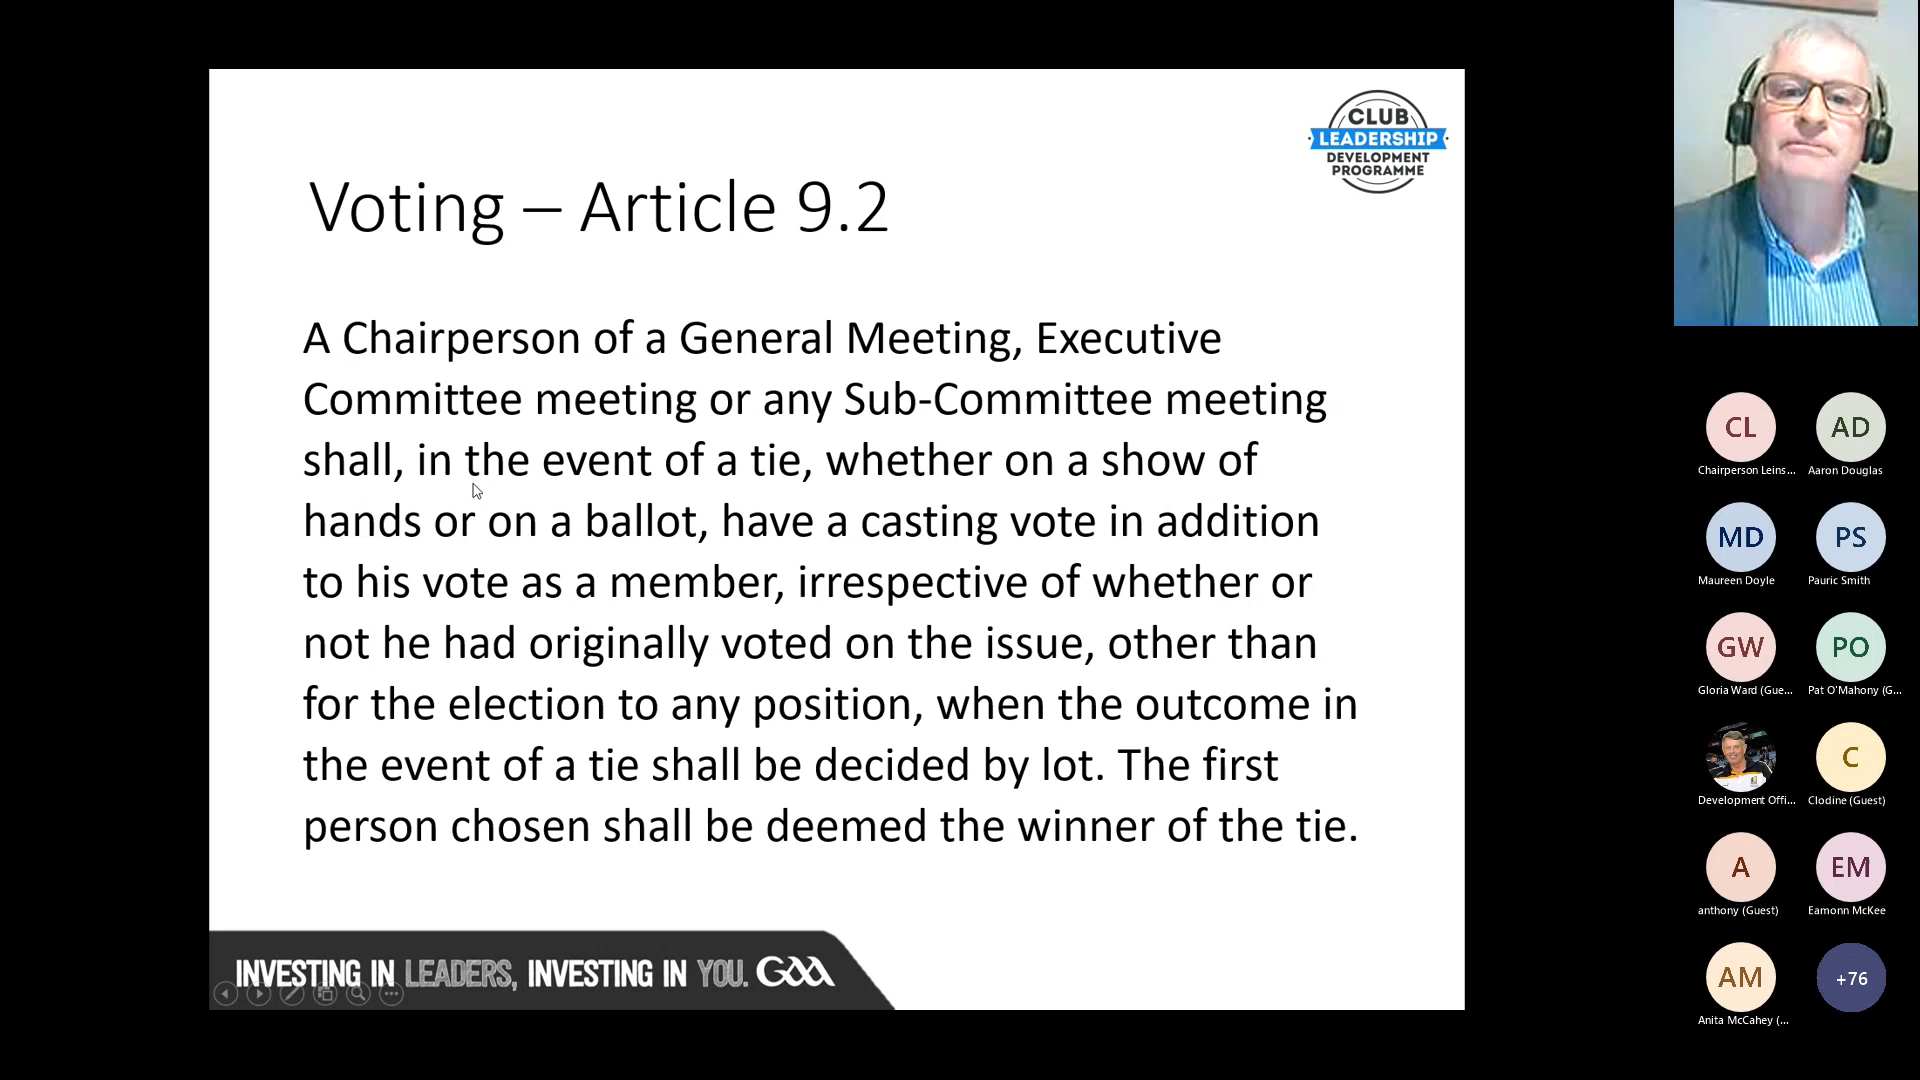 CLUB
LEADERSHIP
DEVELOPMENT
PROGRAMME
Voting – Article 9.2
A Chairperson of a General Meeting, Executive
Committee meeting or any Sub-Committee meeting
shall, in the event of a tie, whether on a show of
hands or on a ballot, have a casting vote in addition
to his vote as a member, irrespective of whether or
not he had originally voted on the issue, other than
for the election to any position, when the outcome in
the event of a tie shall be decided by lot. The first
person chosen shall be deemed the winner of the tie.
INVESTING IN LEADERS, INVESTING IN YOU. GAA
CL
AD
Chairperson Leins...
Aaron Douglas
MD
PS
Maureen Doyle
Pauric Smith
GW
PO
Gloria Ward (Gue...
Pat O'Mahony (G...
C
Development Offi...
Clodine (Guest)
A
EM
anthony (Guest)
Eamonn McKee
AM
+76
Anita McCahey (...